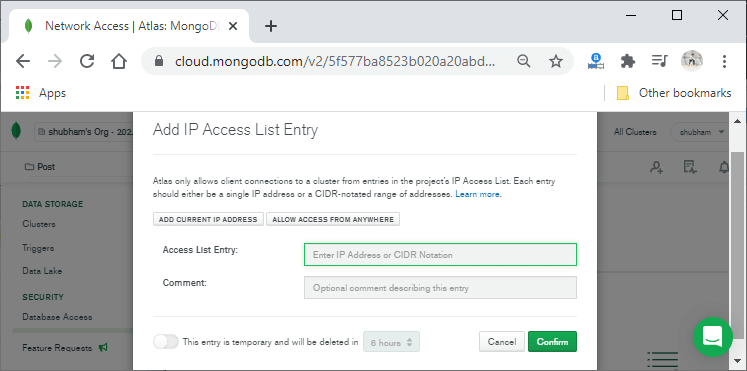 Network Access | Atlas: MongoD
cloud.mongodb.com/v2/5f577ba8523b020a20abd...
Apps
Other bookmarks
shubham's Org - 202
All Clusters
shubham
Add IP Access List Entry
Post
Atlas only allows client connections to a cluster from entries in the project's IP Access List. Each entry
should either be a single IP address or a CIDR-notated range of addresses. Learn more.
DATA STORAGE
Clusters
Triggers
Data Lake
SECURITY
Database Access
Feature Requests
ADD CURRENT IP ADDRESS
ALLOW ACCESS FROM ANYWHERE
Access List Entry:
Enter IP Address or CIDR Notation
Comment:
Optional comment describing this entry
This entry is temporary and will be deleted in
6 hours
Cancel
Confirm